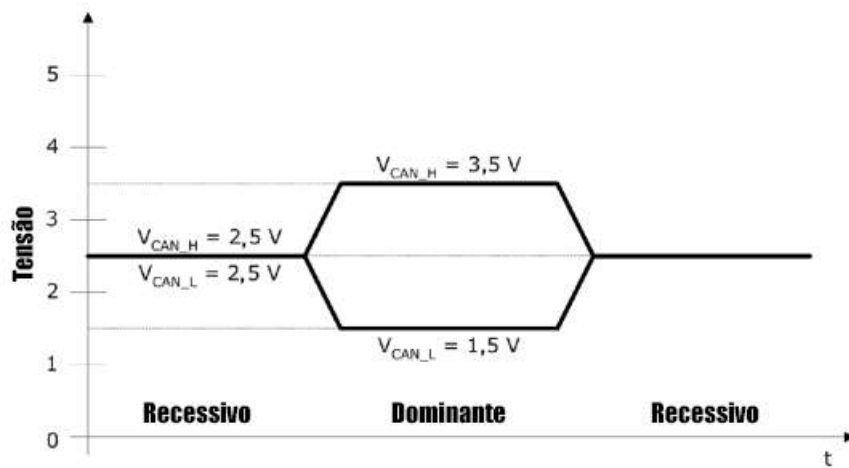 5
4
3
2
1
0
Tensão
V_CAN_H = 2,5 V
V_CAN_L = 2,5 V
V_CAN_H = 3,5 V
V_CAN_L = 1,5 V
Recessivo
Dominante
Recessivo
t